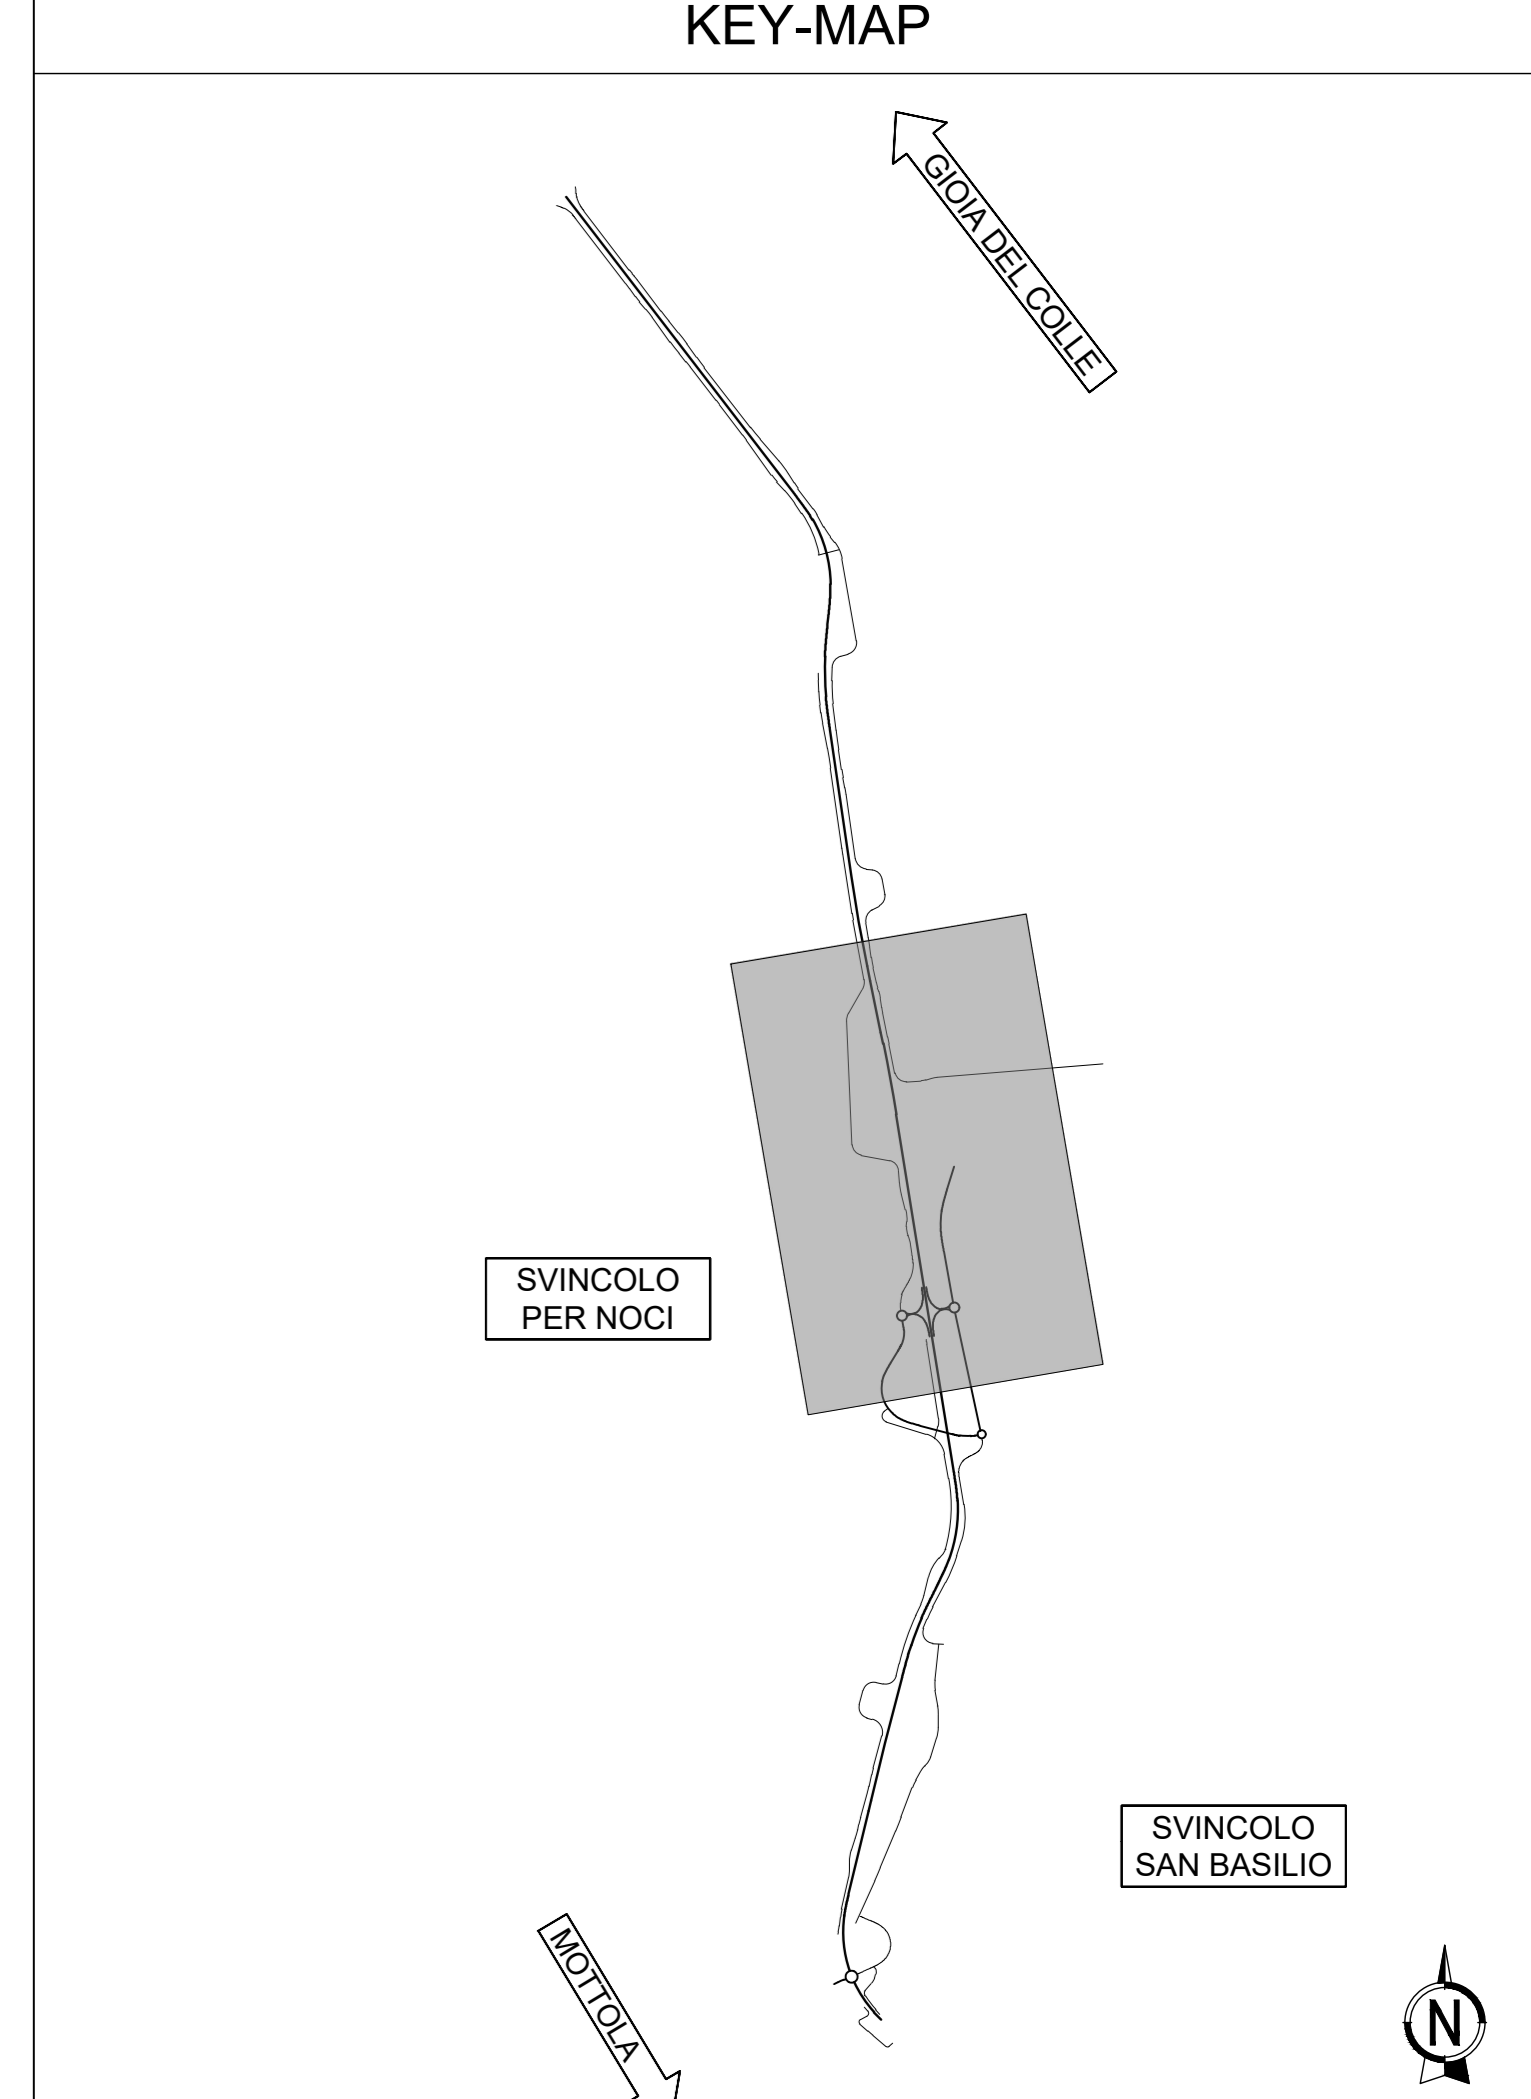 KEY-MAP
GIOIA DEL COLLE
SVINCOLO
PER NOCI
SVINCOLO
SAN BASILIO
MOTTOLA
N